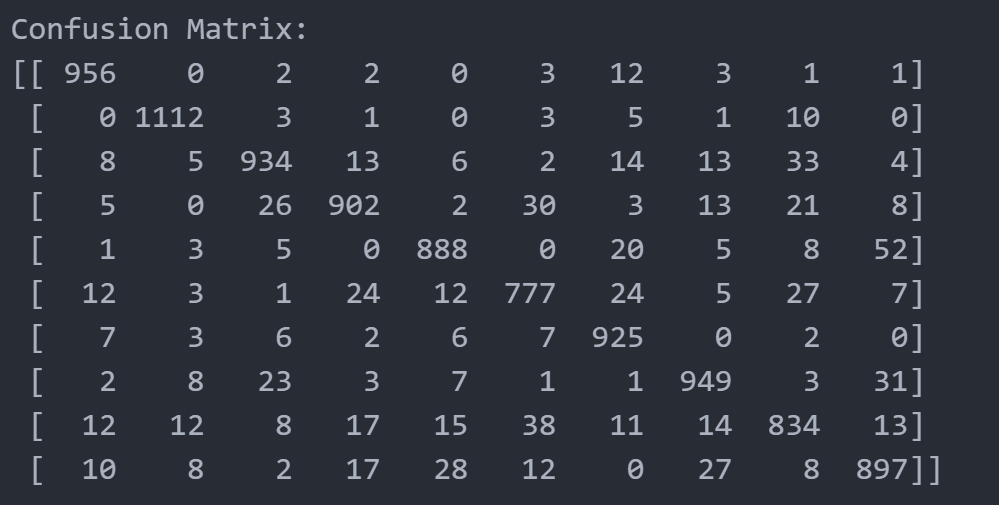 Confusion Matrix:
[[ 956    0    2    2    0    3   12    3    1    1]
 [   0 1112    3    1    0    3    5    1   10    0]
 [   8    5  934   13    6    2   14   13   33    4]
 [   5    0   26  902    2   30    3   13   21    8]
 [   1    3    5    0  888    0   20    5    8   52]
 [  12    3    1   24   12  777   24    5   27    7]
 [   7    3    6    2    6    7  925    0    2    0]
 [   2    8   23    3    7    1    1  949    3   31]
 [  12   12    8   17   15   38   11   14  834   13]
 [  10    8    2   17   28   12    0   27    8  897]]